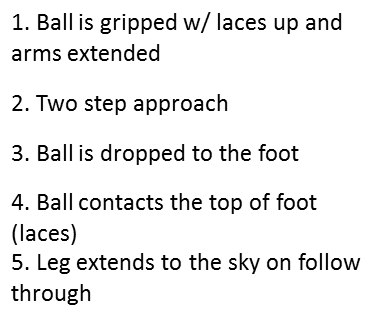 1. Ball is gripped w/ laces up and
arms extended
2. Two step approach
3. Ball is dropped to the foot
4. Ball contacts the top of foot
(laces)
5. Leg extends to the sky on follow
through